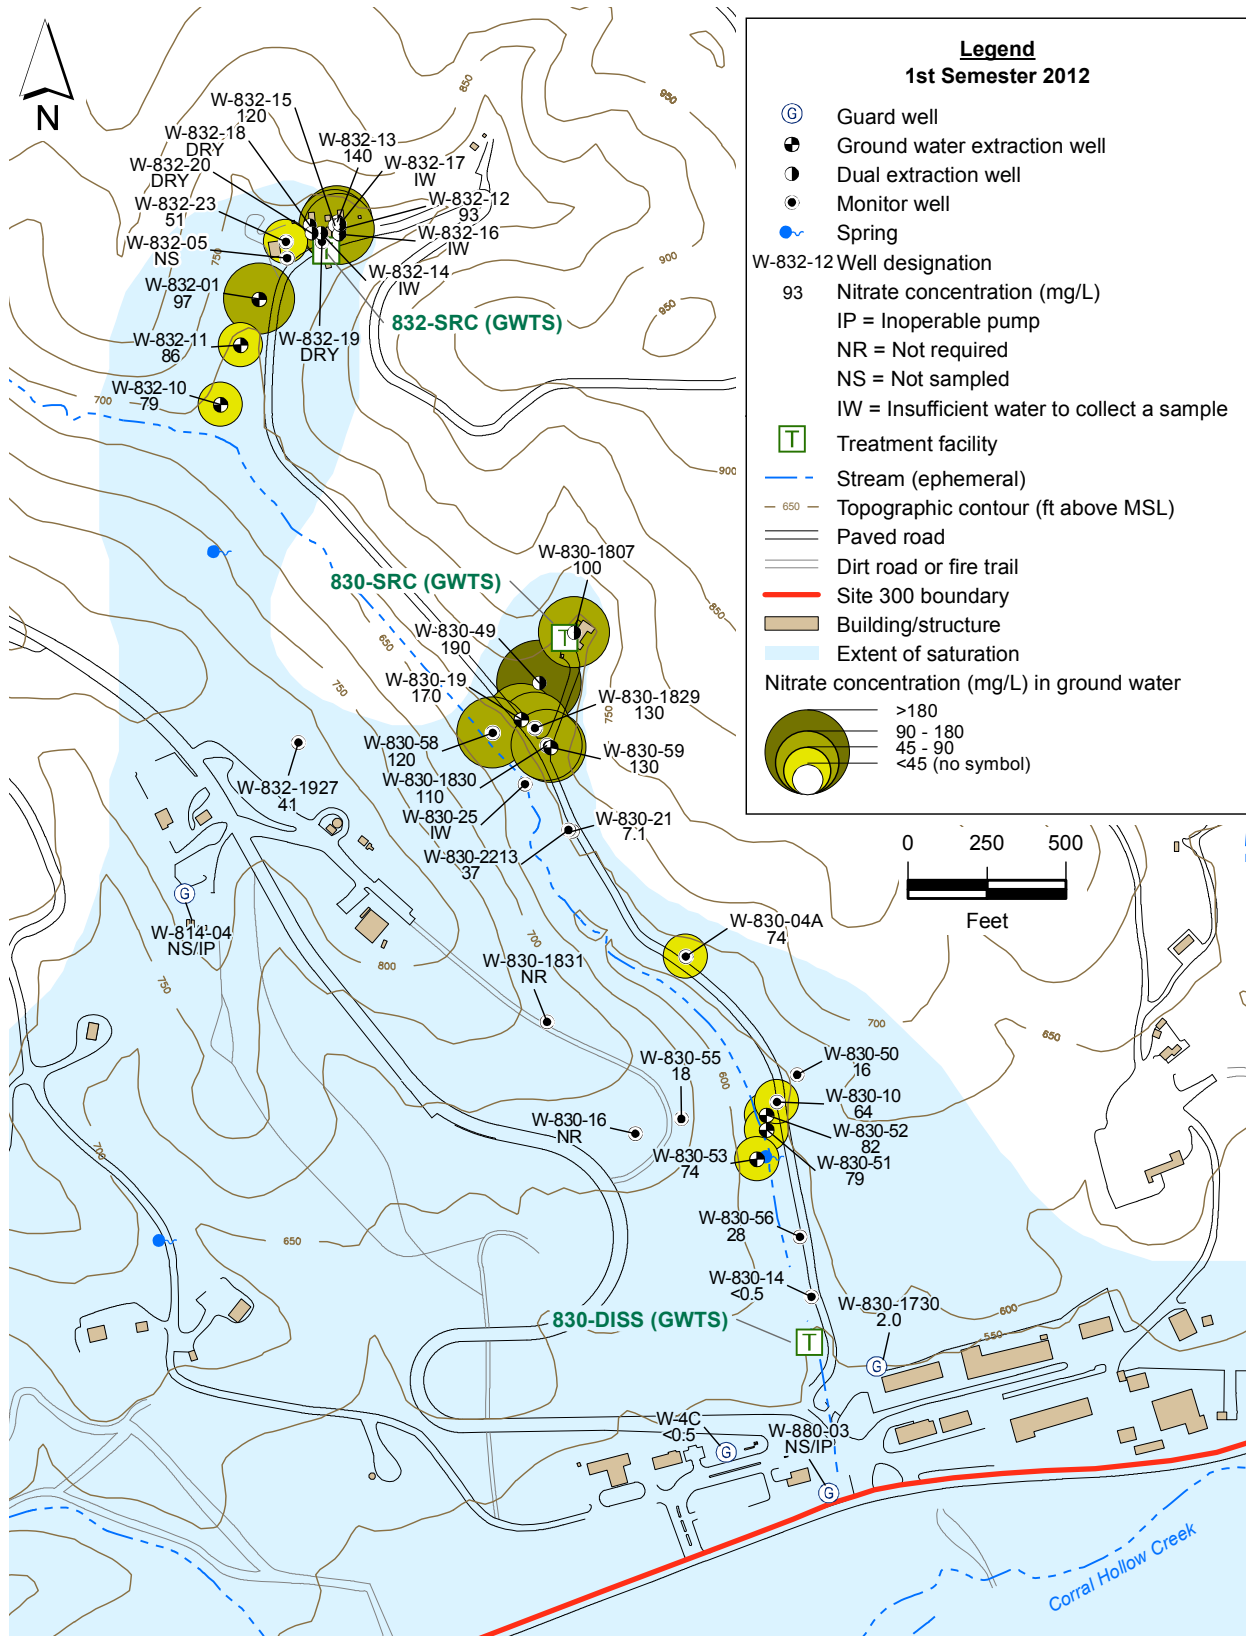 N
W-832-15
120
W-832-18
DRY
W-832-13
140
W-832-20
DRY
W-832-17
IW
W-832-23
51
W-832-12
93
W-832-05
NS
W-832-16
IW
W-832-14
IW
W-832-01
97
832-SRC (GWTS)
W-832-19
DRY
W-832-11
86
W-832-10
79
850
950
950
900
950
900
850
750
700
650
750
750
Legend
1st Semester 2012
G
Guard well
Ground water extraction well
Dual extraction well
Monitor well
Spring
W-832-12 Well designation
93 Nitrate concentration (mg/L)
IP = Inoperable pump
NR = Not required
NS = Not sampled
IW = Insufficient water to collect a sample
T Treatment facility
Stream (ephemeral)
650 Topographic contour (ft above MSL)
Paved road
Dirt road or fire trail
Site 300 boundary
Building/structure
Extent of saturation
Nitrate concentration (mg/L) in ground water
>180
90 - 180
45 - 90
<45 (no symbol)
0 250 500
Feet
W-830-1807
100
830-SRC (GWTS)
T
W-830-49
190
W-830-19
170
W-830-1829
130
W-830-58
120
W-830-59
130
W-830-1830
110
W-832-1927
41
W-830-25
IW
W-830-21
7.1
W-830-2213
37
G
W-814-04
NS/IP
W-830-04A
74
W-830-1831
NR
700
800
750
700
650
600
W-830-50
16
W-830-55
18
W-830-10
64
W-830-16
NR
W-830-52
82
W-830-53
74
W-830-51
79
700
W-830-56
28
650
W-830-14
<0.5
W-830-1730
2.0
830-DISS (GWTS)
T
600
550
G
W-4C
<0.5
G
W-880-03
NS/IP
G
Corral Hollow Creek